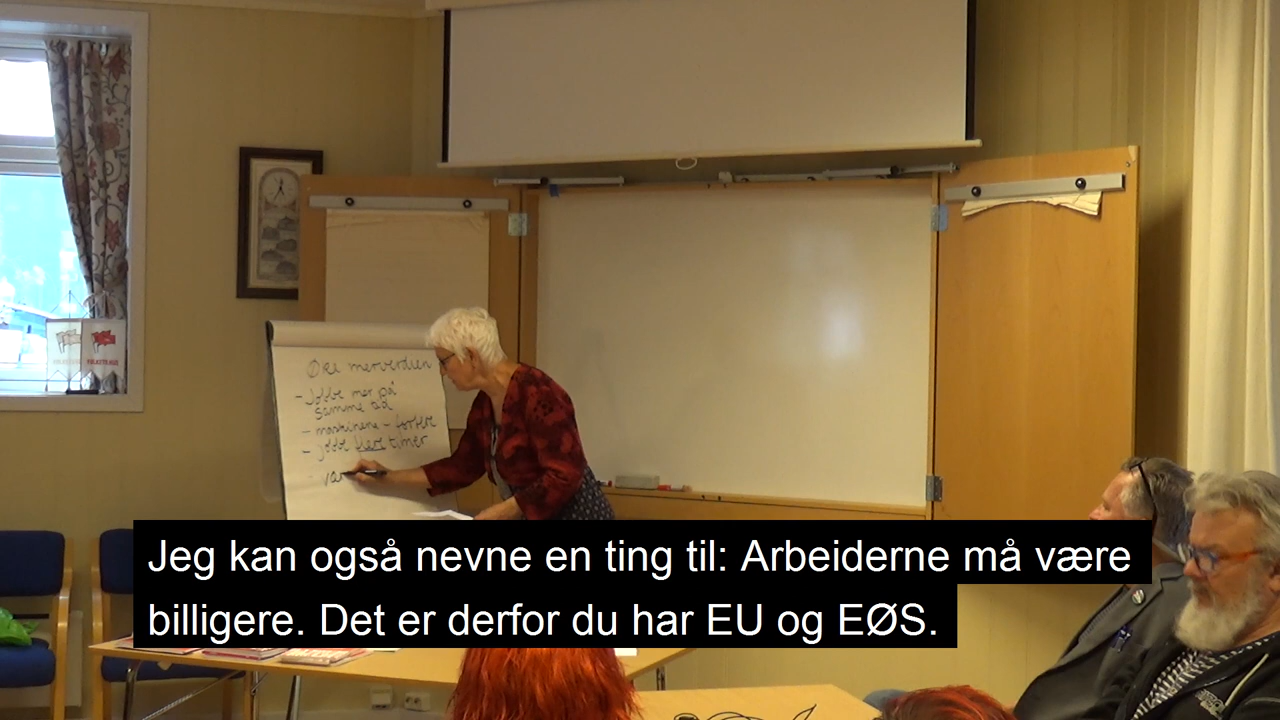 Øke merverdien
- Jobbe mer på
samme tid
- maskinene -
- jobbe flere timer
Jeg kan også nevne en ting til: Arbeiderne må være
billigere. Det er derfor du har EU og EØS.